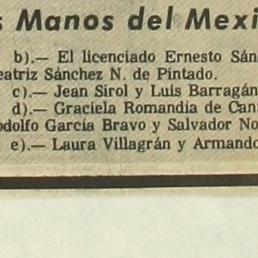 Manos del Mexi
b).— El licenciado Ernesto Sán
eatriz Sánchez N. de Pintado.
c).— Jean Sirol y Luis Barragán
d).— Graciela Romandía de Can
odolfo García Bravo y Salvador No
e).— Laura Villagrán y Armando